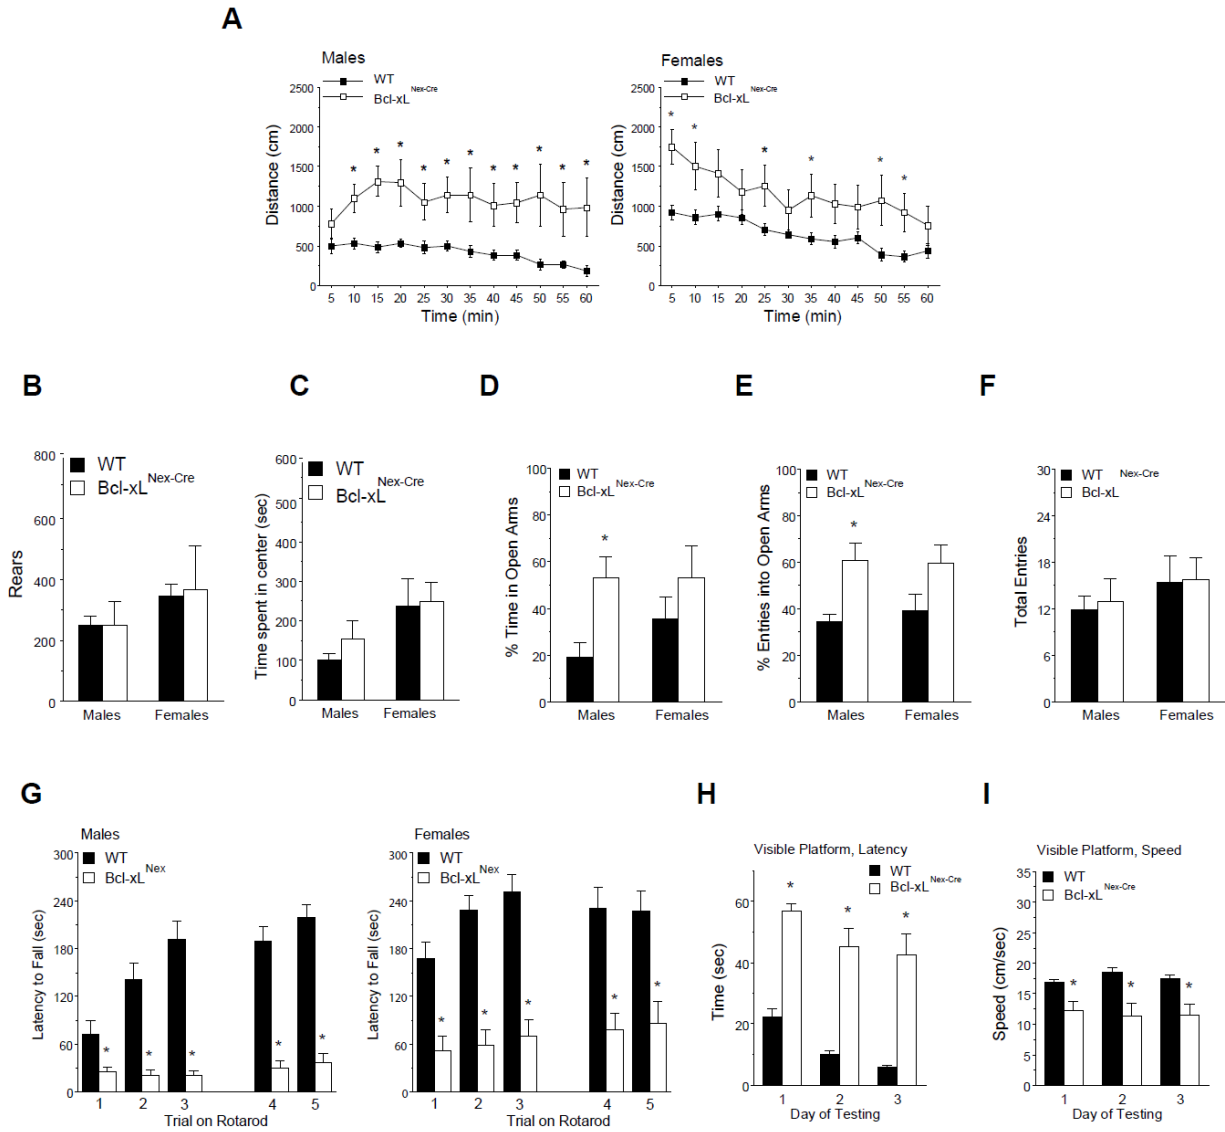 A
Males
WT
Bcl-xL Nex-Cre
2500
2000
1500
1000
500
0
Distance (cm)
5 10 15 20 25 30 35 40 45 50 55 60
Time (min)
* * * * * * * * * * *
Females
WT
Bcl-xL Nex-Cre
2500
2000
1500
1000
500
0
Distance (cm)
5 10 15 20 25 30 35 40 45 50 55 60
Time (min)
* * * * * *
B
WT
Bcl-xL Nex-Cre
800
600
400
200
0
Rears
Males Females
C
WT
Bcl-xL Nex-Cre
600
500
400
300
200
100
0
Time spent in center (sec)
Males Females
D
WT
Bcl-xL Nex-Cre
100
80
60
40
20
0
% Time in Open Arms
*
Males Females
E
WT
Bcl-xL Nex-Cre
100
80
60
40
20
0
% Entries into Open Arms
*
Males Females
F
WT Nex-Cre
Bcl-xL
30
24
18
12
6
0
Total Entries
Males Females
G
Males
WT
Bcl-xL Nex
300
240
180
120
60
0
Latency to Fall (sec)
* * * * *
1 2 3 4 5
Trial on Rotarod
Females
WT
Bcl-xL Nex
300
240
180
120
60
0
Latency to Fall (sec)
* * * * *
1 2 3 4 5
Trial on Rotarod
H
Visible Platform, Latency
WT
Bcl-xL Nex-Cre
60
40
20
0
Time (sec)
* * *
1 2 3
Day of Testing
I
Visible Platform, Speed
WT
Bcl-xL Nex-Cre
35
30
25
20
15
10
5
0
Speed (cm/sec)
* * *
1 2 3
Day of Testing